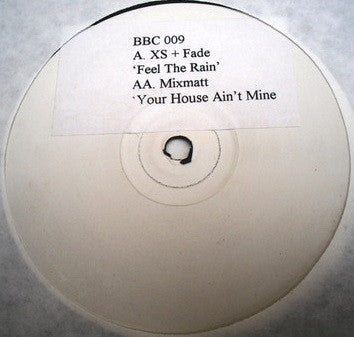 BBC 009
A. XS + Fade
'Feel The Rain'
AA. Mixmatt
'Your House Ain't Mine